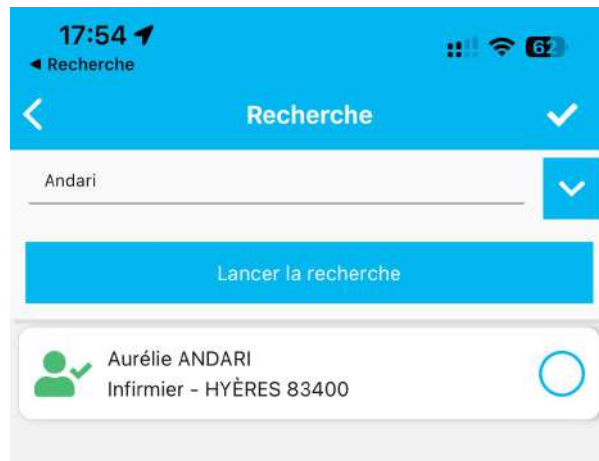 17:54
62
◀ Recherche
Recherche
Andari
Lancer la recherche
Aurélie ANDARI
Infirmier - HYÈRES 83400